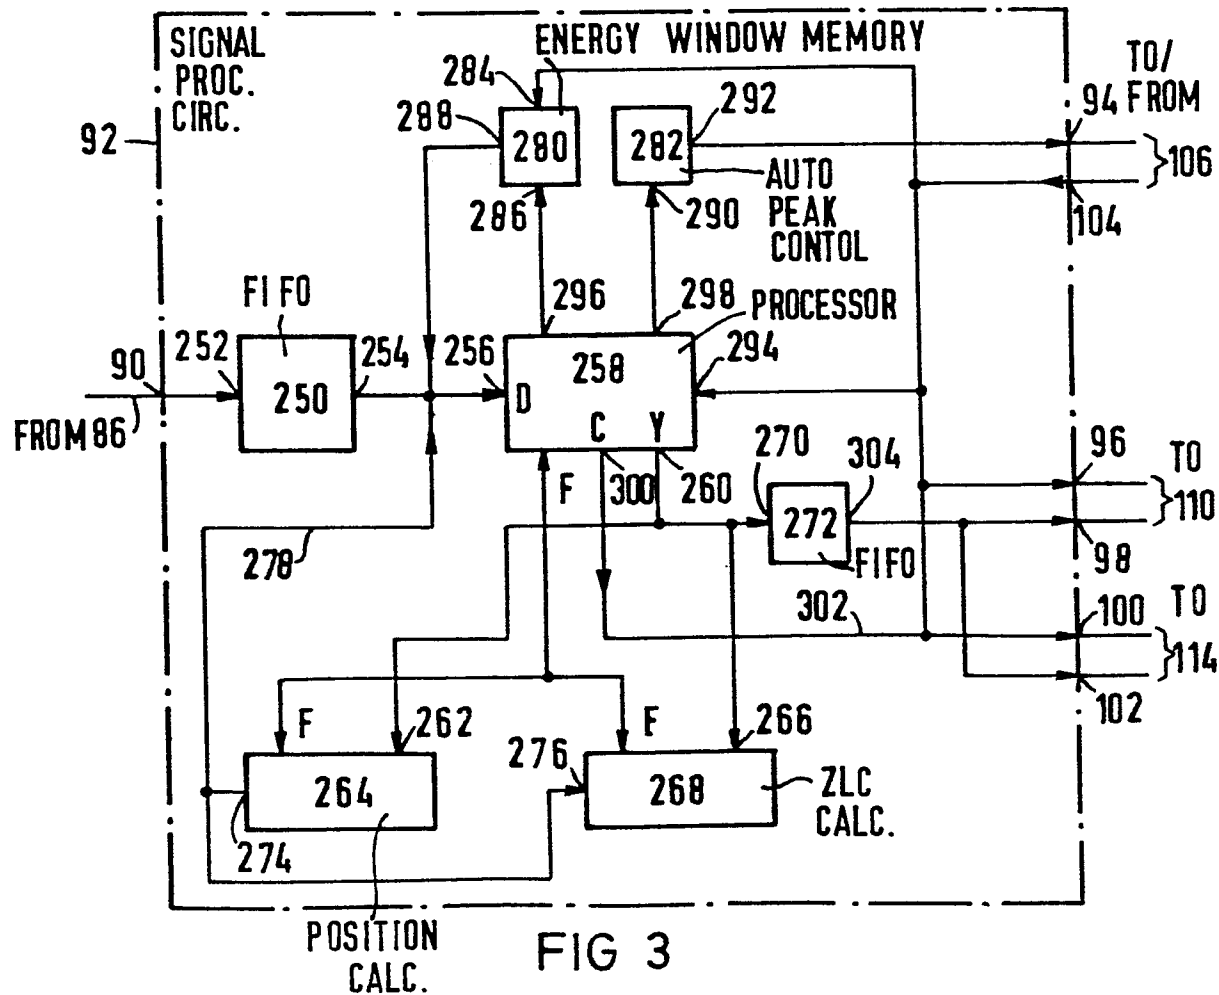 SIGNAL
PROC.
CIRC.
ENERGY WINDOW MEMORY
TO/
FROM
92
284
288
280
286
292
282
290
AUTO
PEAK
CONTOL
94
106
104
FIFO
252
250
254
90
FROM 86
256
296
298
PROCESSOR
258
294
D
C
Y
F
300
260
270
304
272
FIFO
96
TO
110
98
278
302
100
TO
114
102
F
262
264
274
F
266
276
268
ZLC
CALC.
POSITION
CALC.
FIG 3